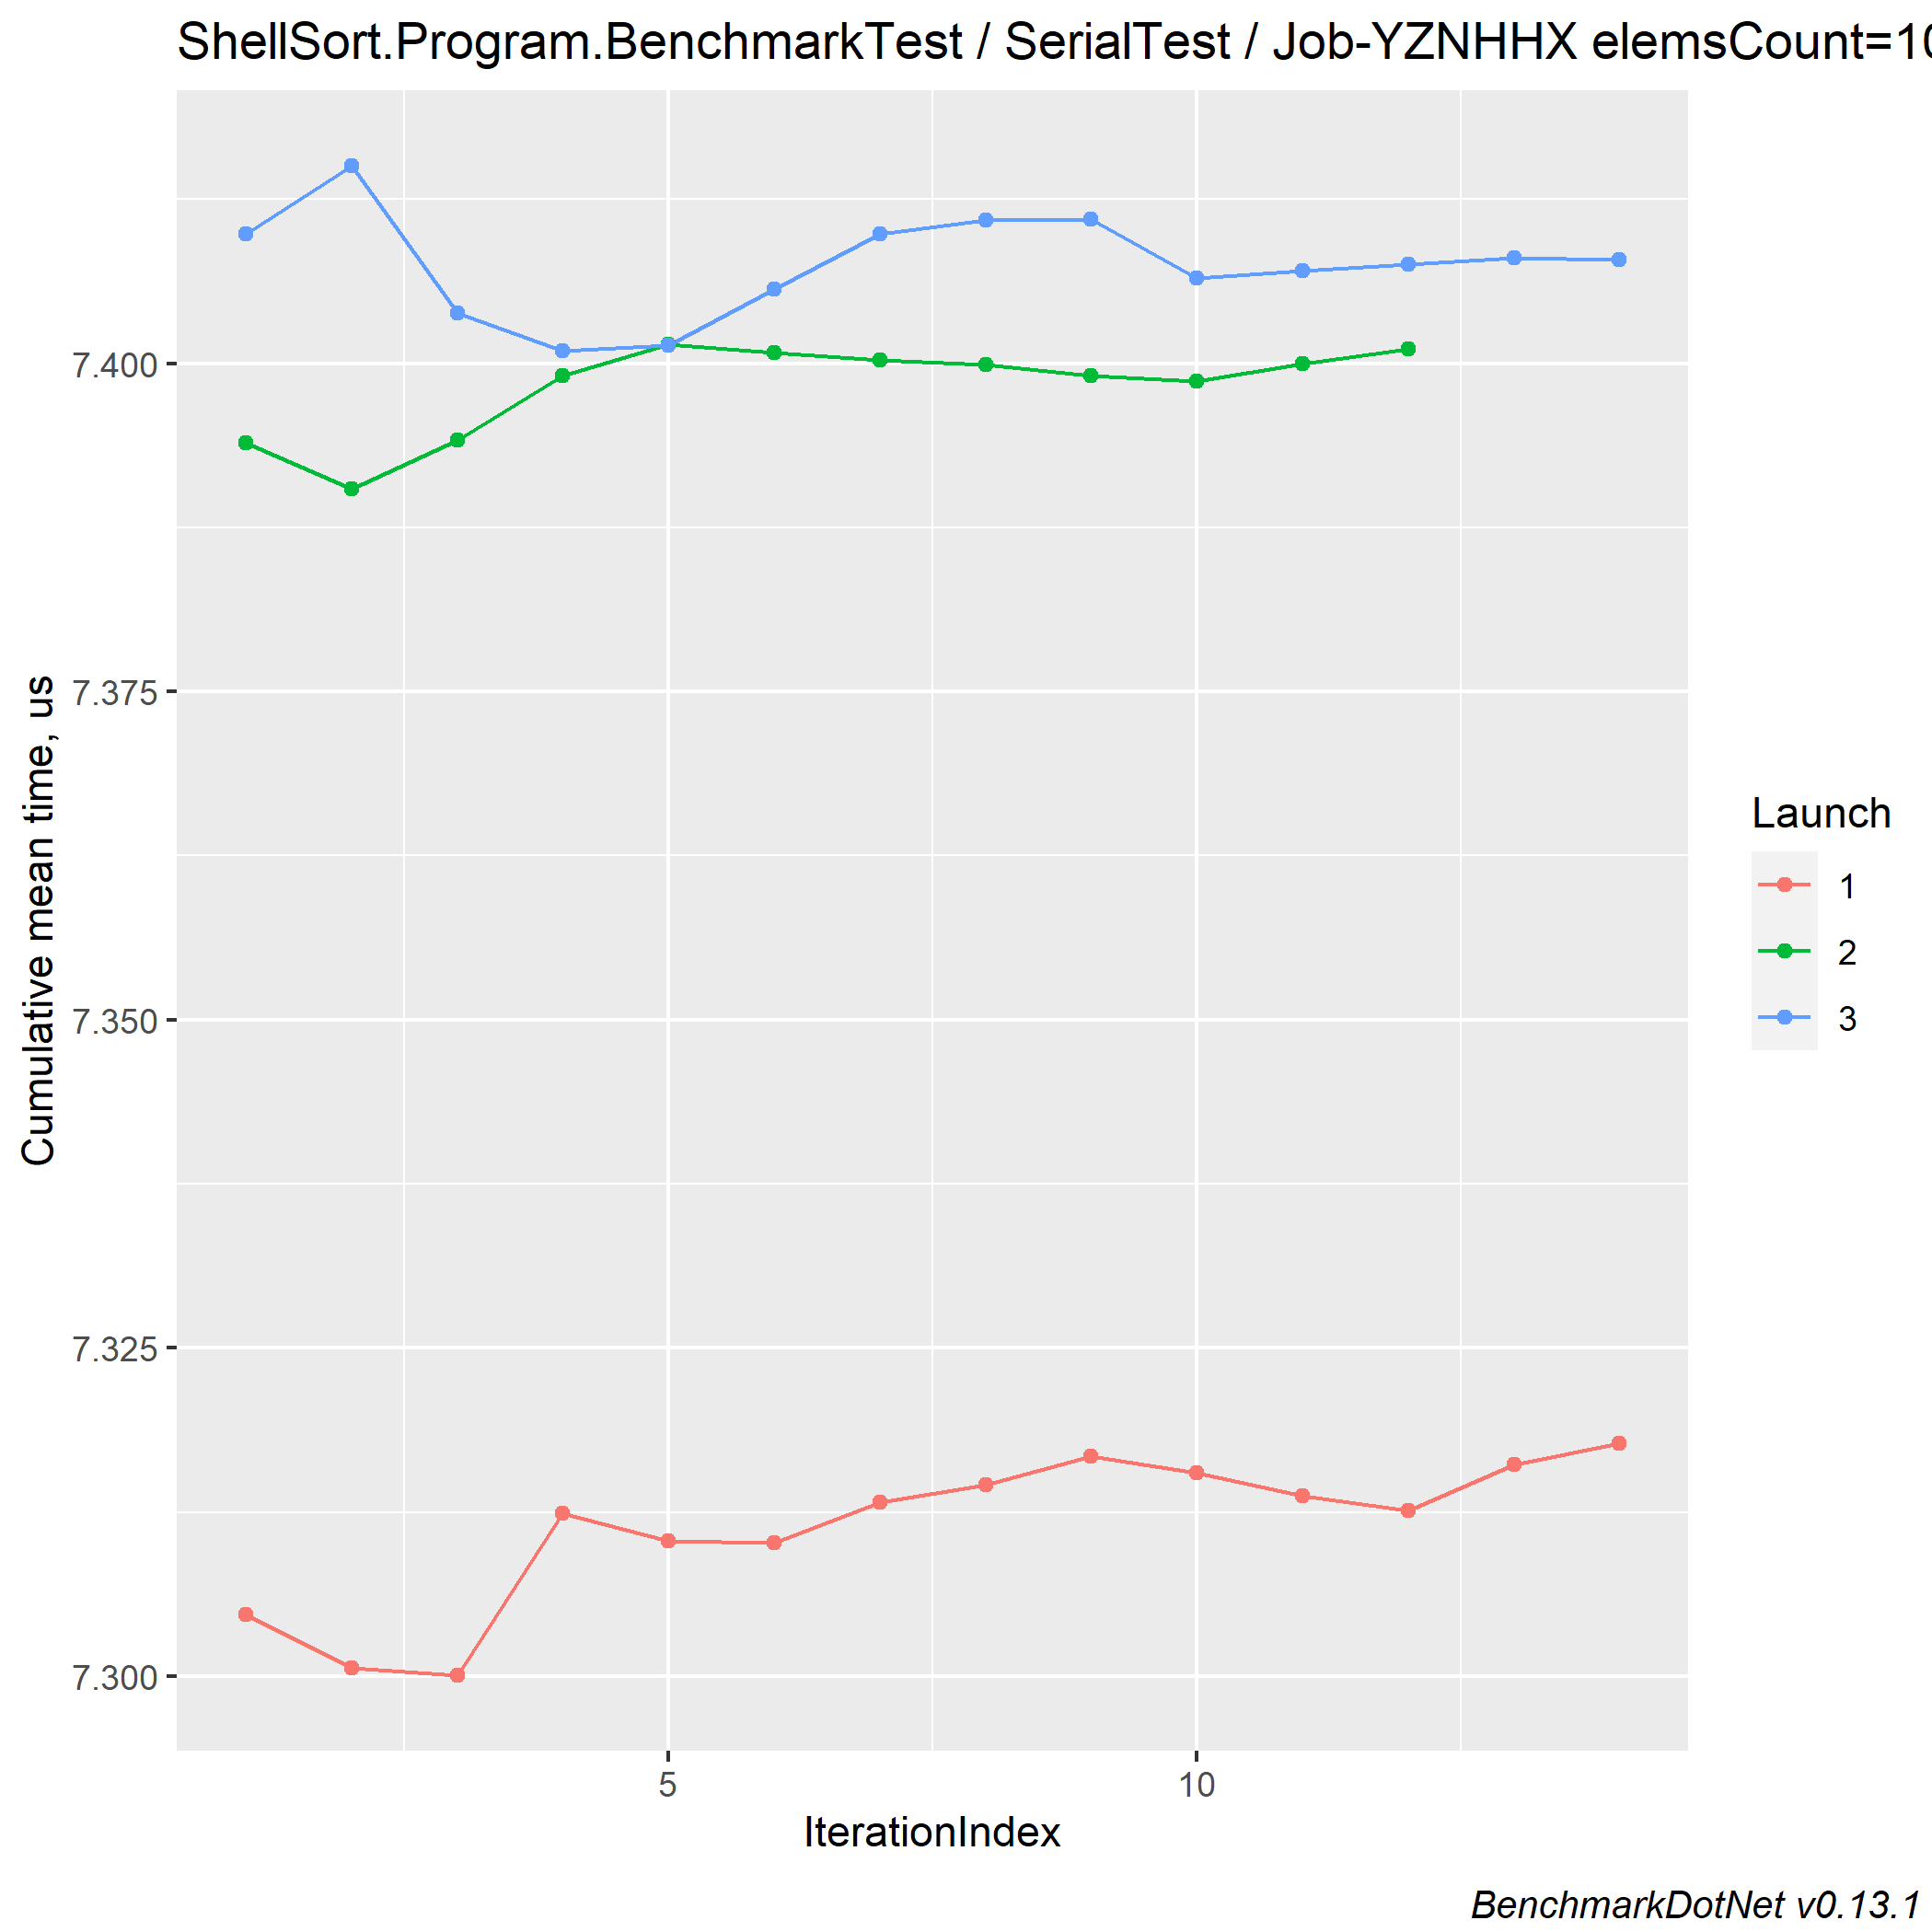 ShellSort.Program.BenchmarkTest / SerialTest / Job-YZNHHX elemsCount=10
7.400
7.375
7.350
7.325
7.300
Cumulative mean time, us
5
10
IterationIndex
Launch
1
2
3
BenchmarkDotNet v0.13.1